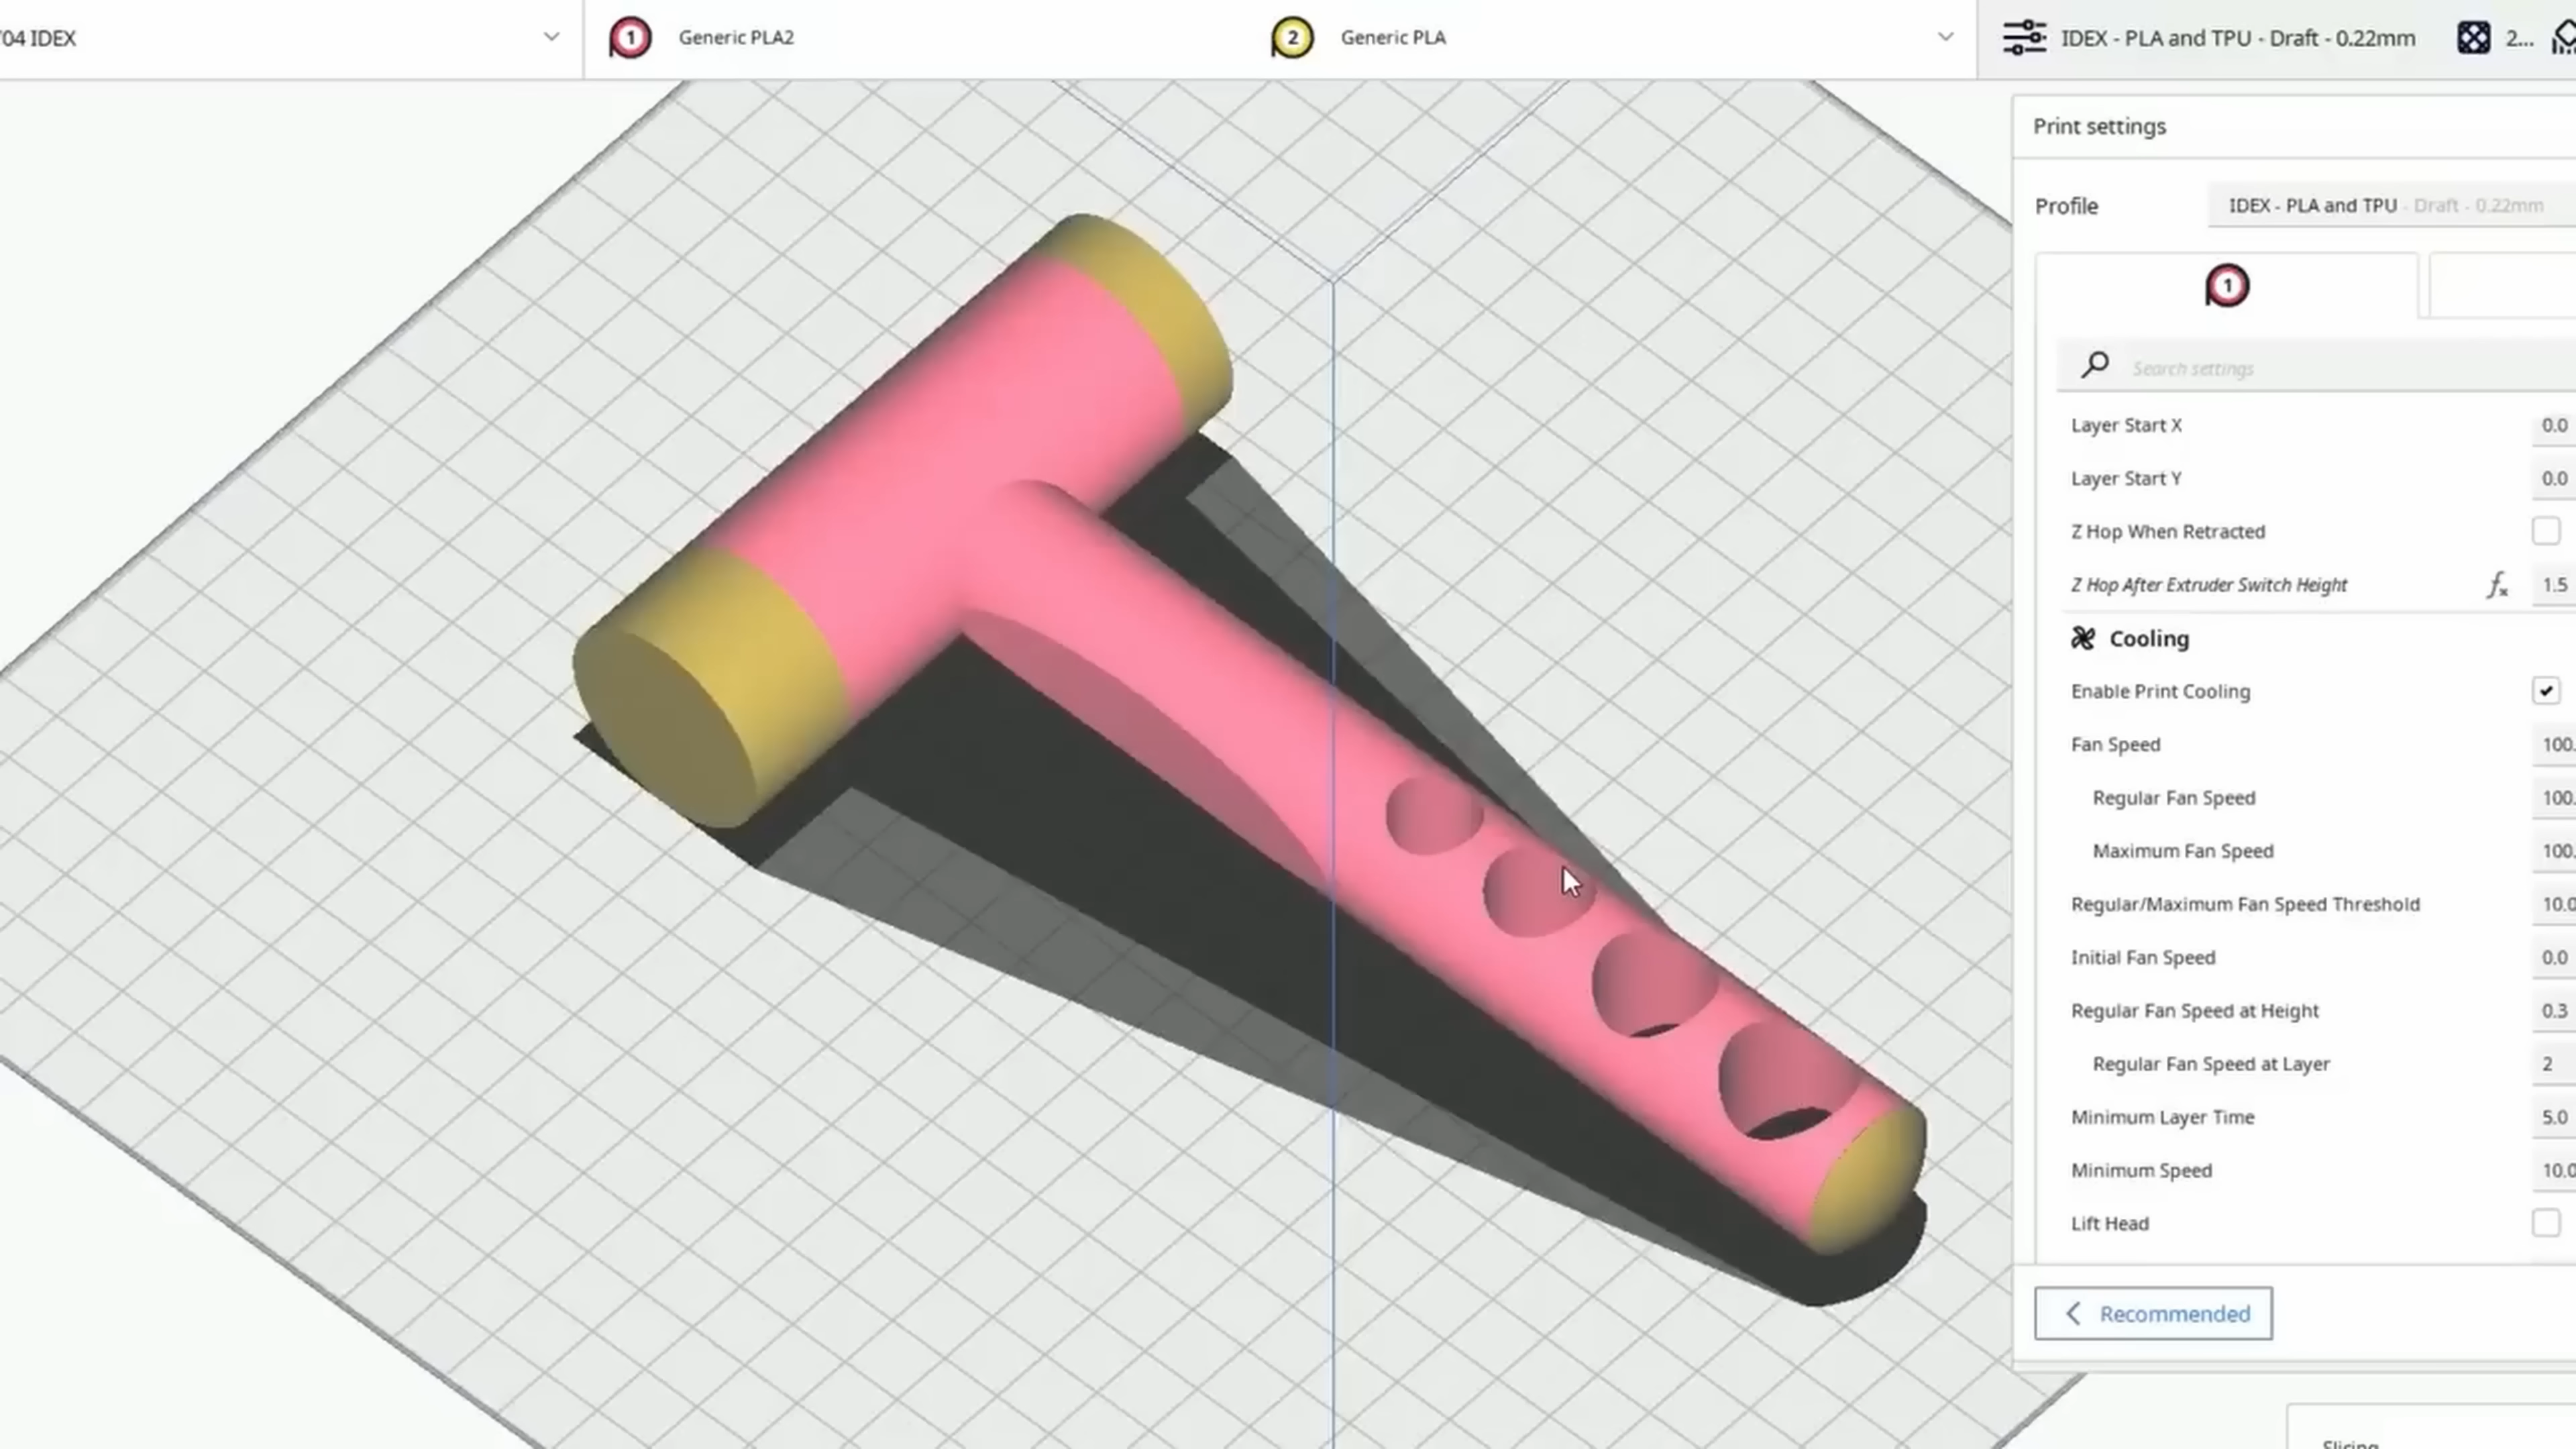 04 IDEX
1 Generic PLA2
2 Generic PLA
IDEX - PLA and TPU - Draft - 0.22mm
2...
Print settings
Profile
IDEX - PLA and TPU - Draft - 0.22mm
1
Search settings
Layer Start X 0.0
Layer Start Y 0.0
Z Hop When Retracted
Z Hop After Extruder Switch Height fx 1.5
Cooling
Enable Print Cooling
Fan Speed 100.
Regular Fan Speed 100.
Maximum Fan Speed 100.
Regular/Maximum Fan Speed Threshold 10.0
Initial Fan Speed 0.0
Regular Fan Speed at Height 0.3
Regular Fan Speed at Layer 2
Minimum Layer Time 5.0
Minimum Speed 10.0
Lift Head
Recommended